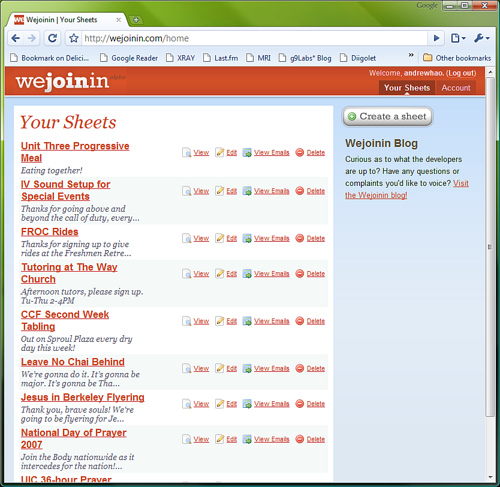 Google
Wejoinin | Your Sheets
http://wejoinin.com/home
Bookmark on Delici... Google Reader XRAY Last.fm MRI g9Labs* Blog Diigolet » Other bookmarks
wejoinin alpha
Welcome, andrewhao. (Log out)
Your Sheets Account
Your Sheets
Unit Three Progressive
Meal
Eating together!
View Edit View Emails Delete
IV Sound Setup for
Special Events
Thanks for going above and
beyond the call of duty, every...
View Edit View Emails Delete
FROC Rides
Thanks for signing up to give
rides at the Freshmen Retre...
View Edit View Emails Delete
Tutoring at The Way
Church
Afternoon tutors, please sign up.
Tu-Thu 2-4PM
View Edit View Emails Delete
CCF Second Week
Tabling
Out on Sproul Plaza every dry
day this week!
View Edit View Emails Delete
Leave No Chai Behind
We're gonna do it. It's gonna be
major. It's gonna be Tha...
View Edit View Emails Delete
Jesus in Berkeley Flyering
Thank you, brave souls! We're
going to be flyering for Je...
View Edit View Emails Delete
National Day of Prayer
2007
Join the Body nationwide as it
intercedes for the nation!...
View Edit View Emails Delete
UIC 36-hour Prayer
Create a sheet
Wejoinin Blog
Curious as to what the developers
are up to? Have any questions or
complaints you'd like to voice? Visit
the Wejoinin blog!